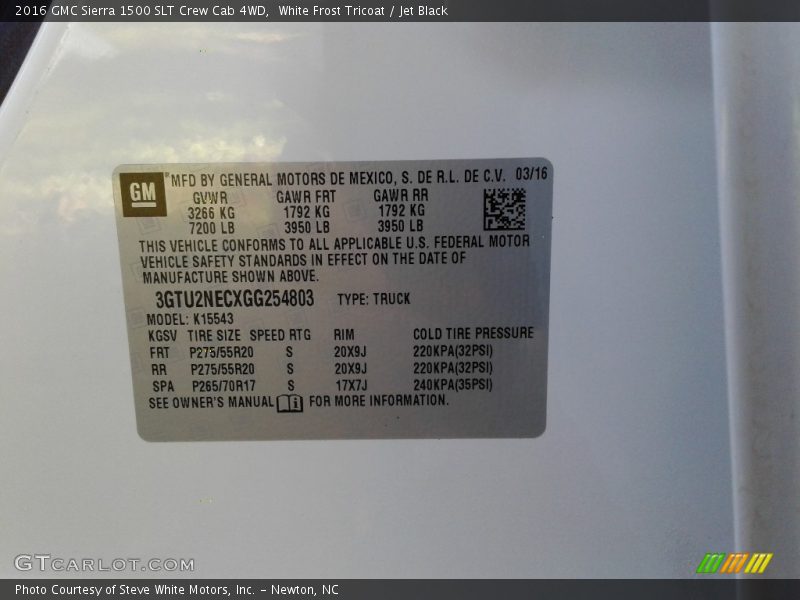 2016 GMC Sierra 1500 SLT Crew Cab 4WD,  White Frost Tricoat / Jet Black
GM ® MFD BY GENERAL MOTORS DE MEXICO, S. DE R.L. DE C.V. 03/16
GVWR GAWR FRT GAWR RR
3266 KG 1792 KG 1792 KG
7200 LB 3950 LB 3950 LB
THIS VEHICLE CONFORMS TO ALL APPLICABLE U.S. FEDERAL MOTOR
VEHICLE SAFETY STANDARDS IN EFFECT ON THE DATE OF
MANUFACTURE SHOWN ABOVE.
3GTU2NECXGG254803 TYPE: TRUCK
MODEL: K15543
KGSV TIRE SIZE SPEED RTG RIM COLD TIRE PRESSURE
FRT P275/55R20 S 20X9J 220KPA(32PSI)
RR P275/55R20 S 20X9J 220KPA(32PSI)
SPA P265/70R17 S 17X7J 240KPA(35PSI)
SEE OWNER'S MANUAL FOR MORE INFORMATION.
GTCARLOT.COM
Photo Courtesy of Steve White Motors, Inc. – Newton, NC